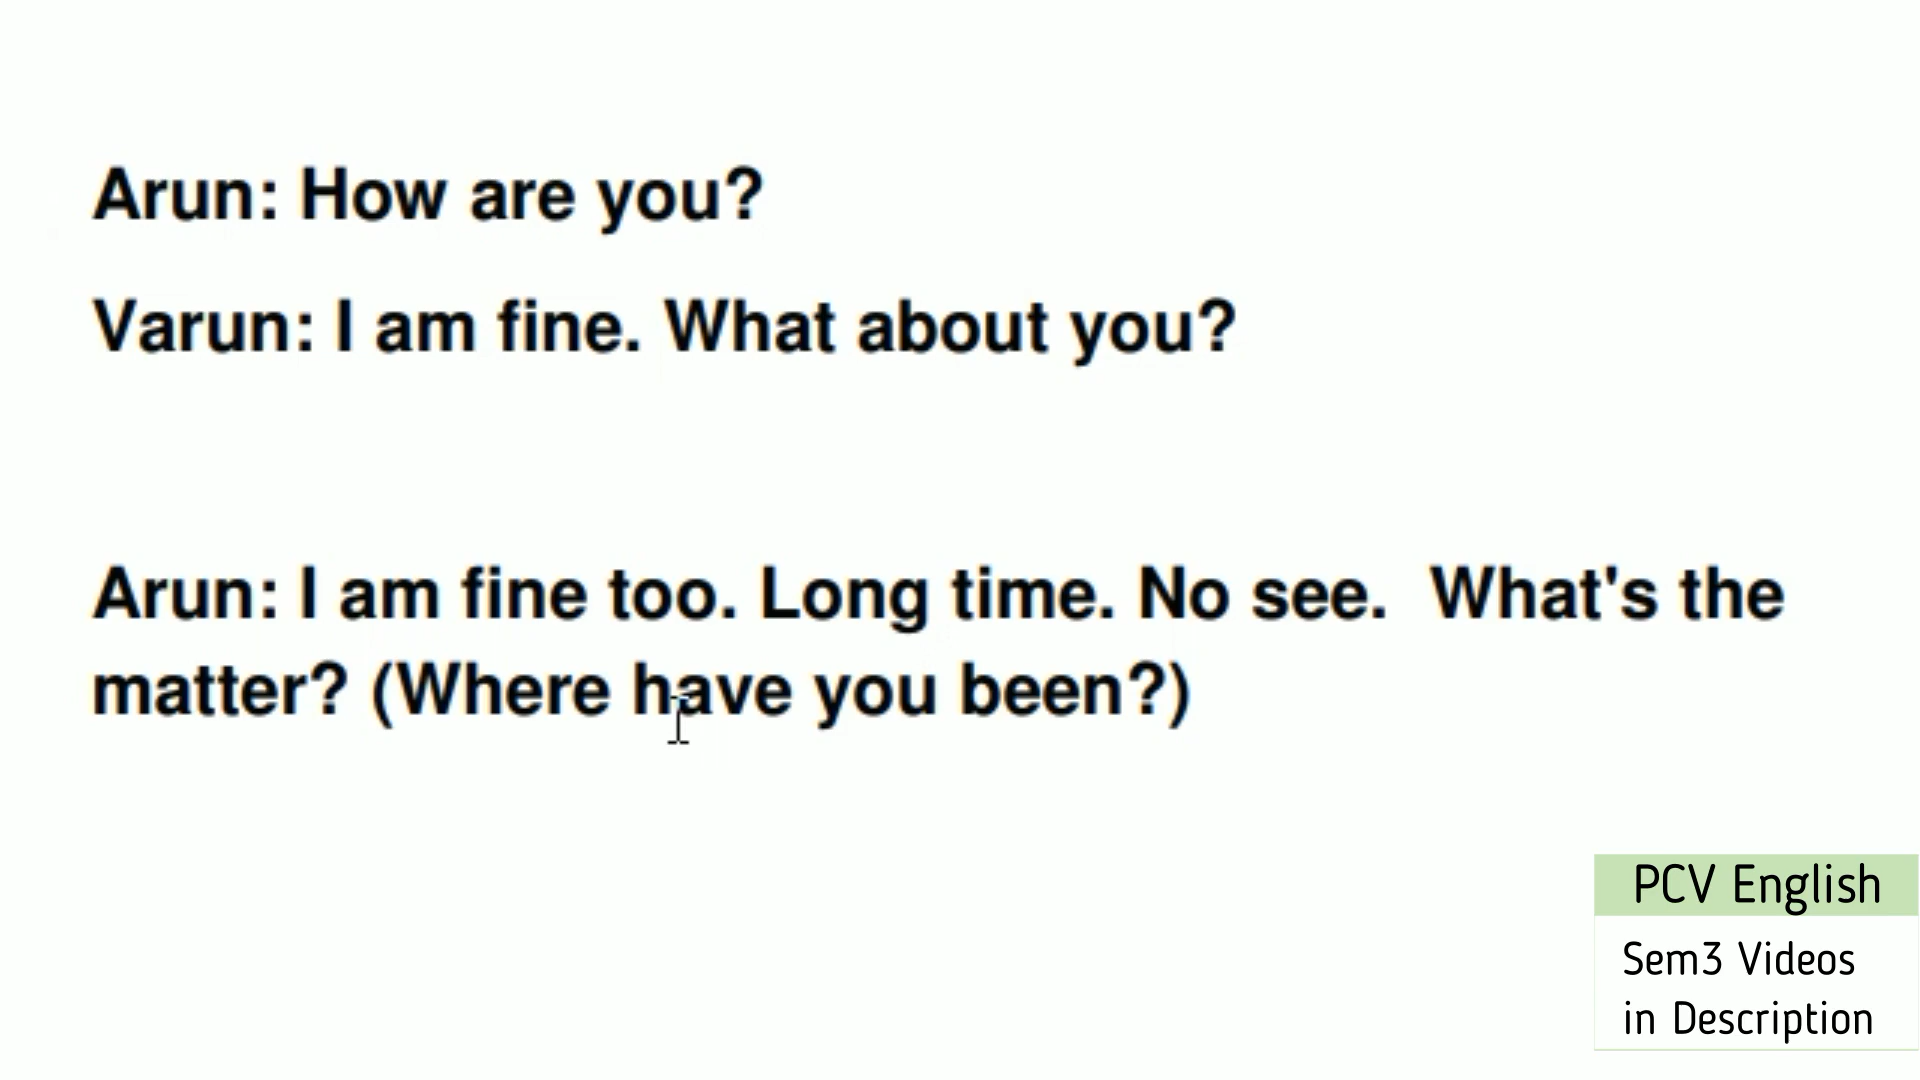 Arun: How are you?
Varun: I am fine. What about you?
Arun: I am fine too. Long time. No see.  What's the
matter? (Where have you been?)
PCV English
Sem3 Videos
in Description